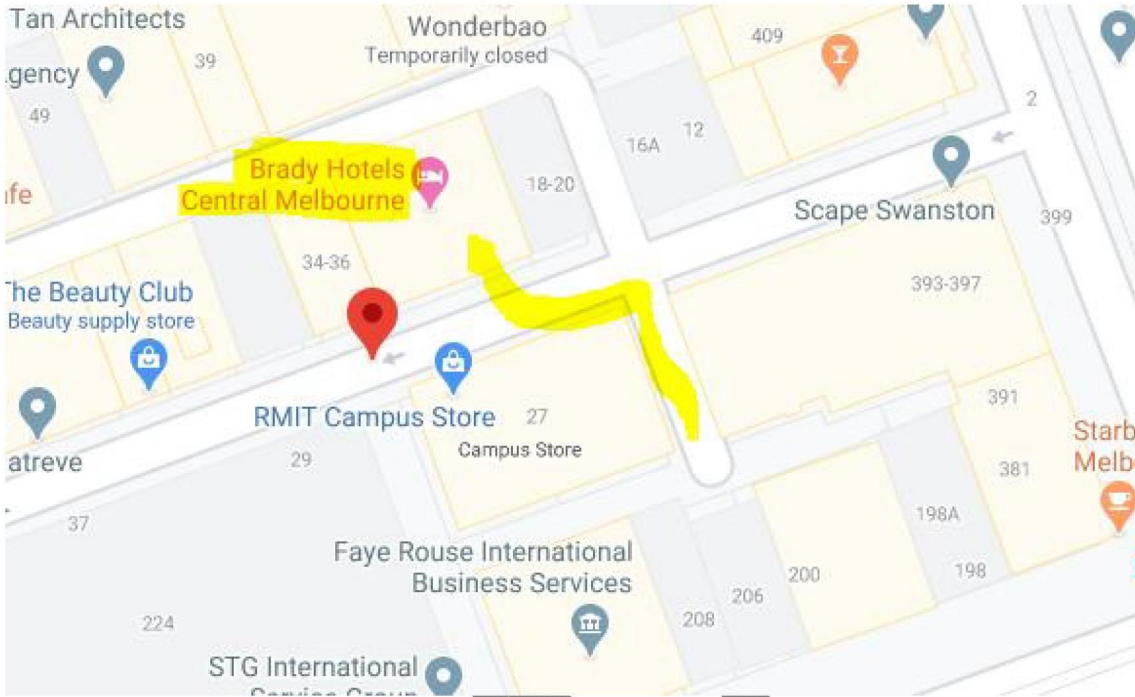 Tan Architects
Wonderbao
Temporarily closed
409
39
gency
49
2
12
16A
Brady Hotels
Central Melbourne
18-20
fe
Scape Swanston
399
34-36
393-397
The Beauty Club
Beauty supply store
391
RMIT Campus Store
27
Campus Store
Starb
Melb
atreve
29
381
198A
37
Faye Rouse International
Business Services
200
198
206
208
224
STG International
Service Group